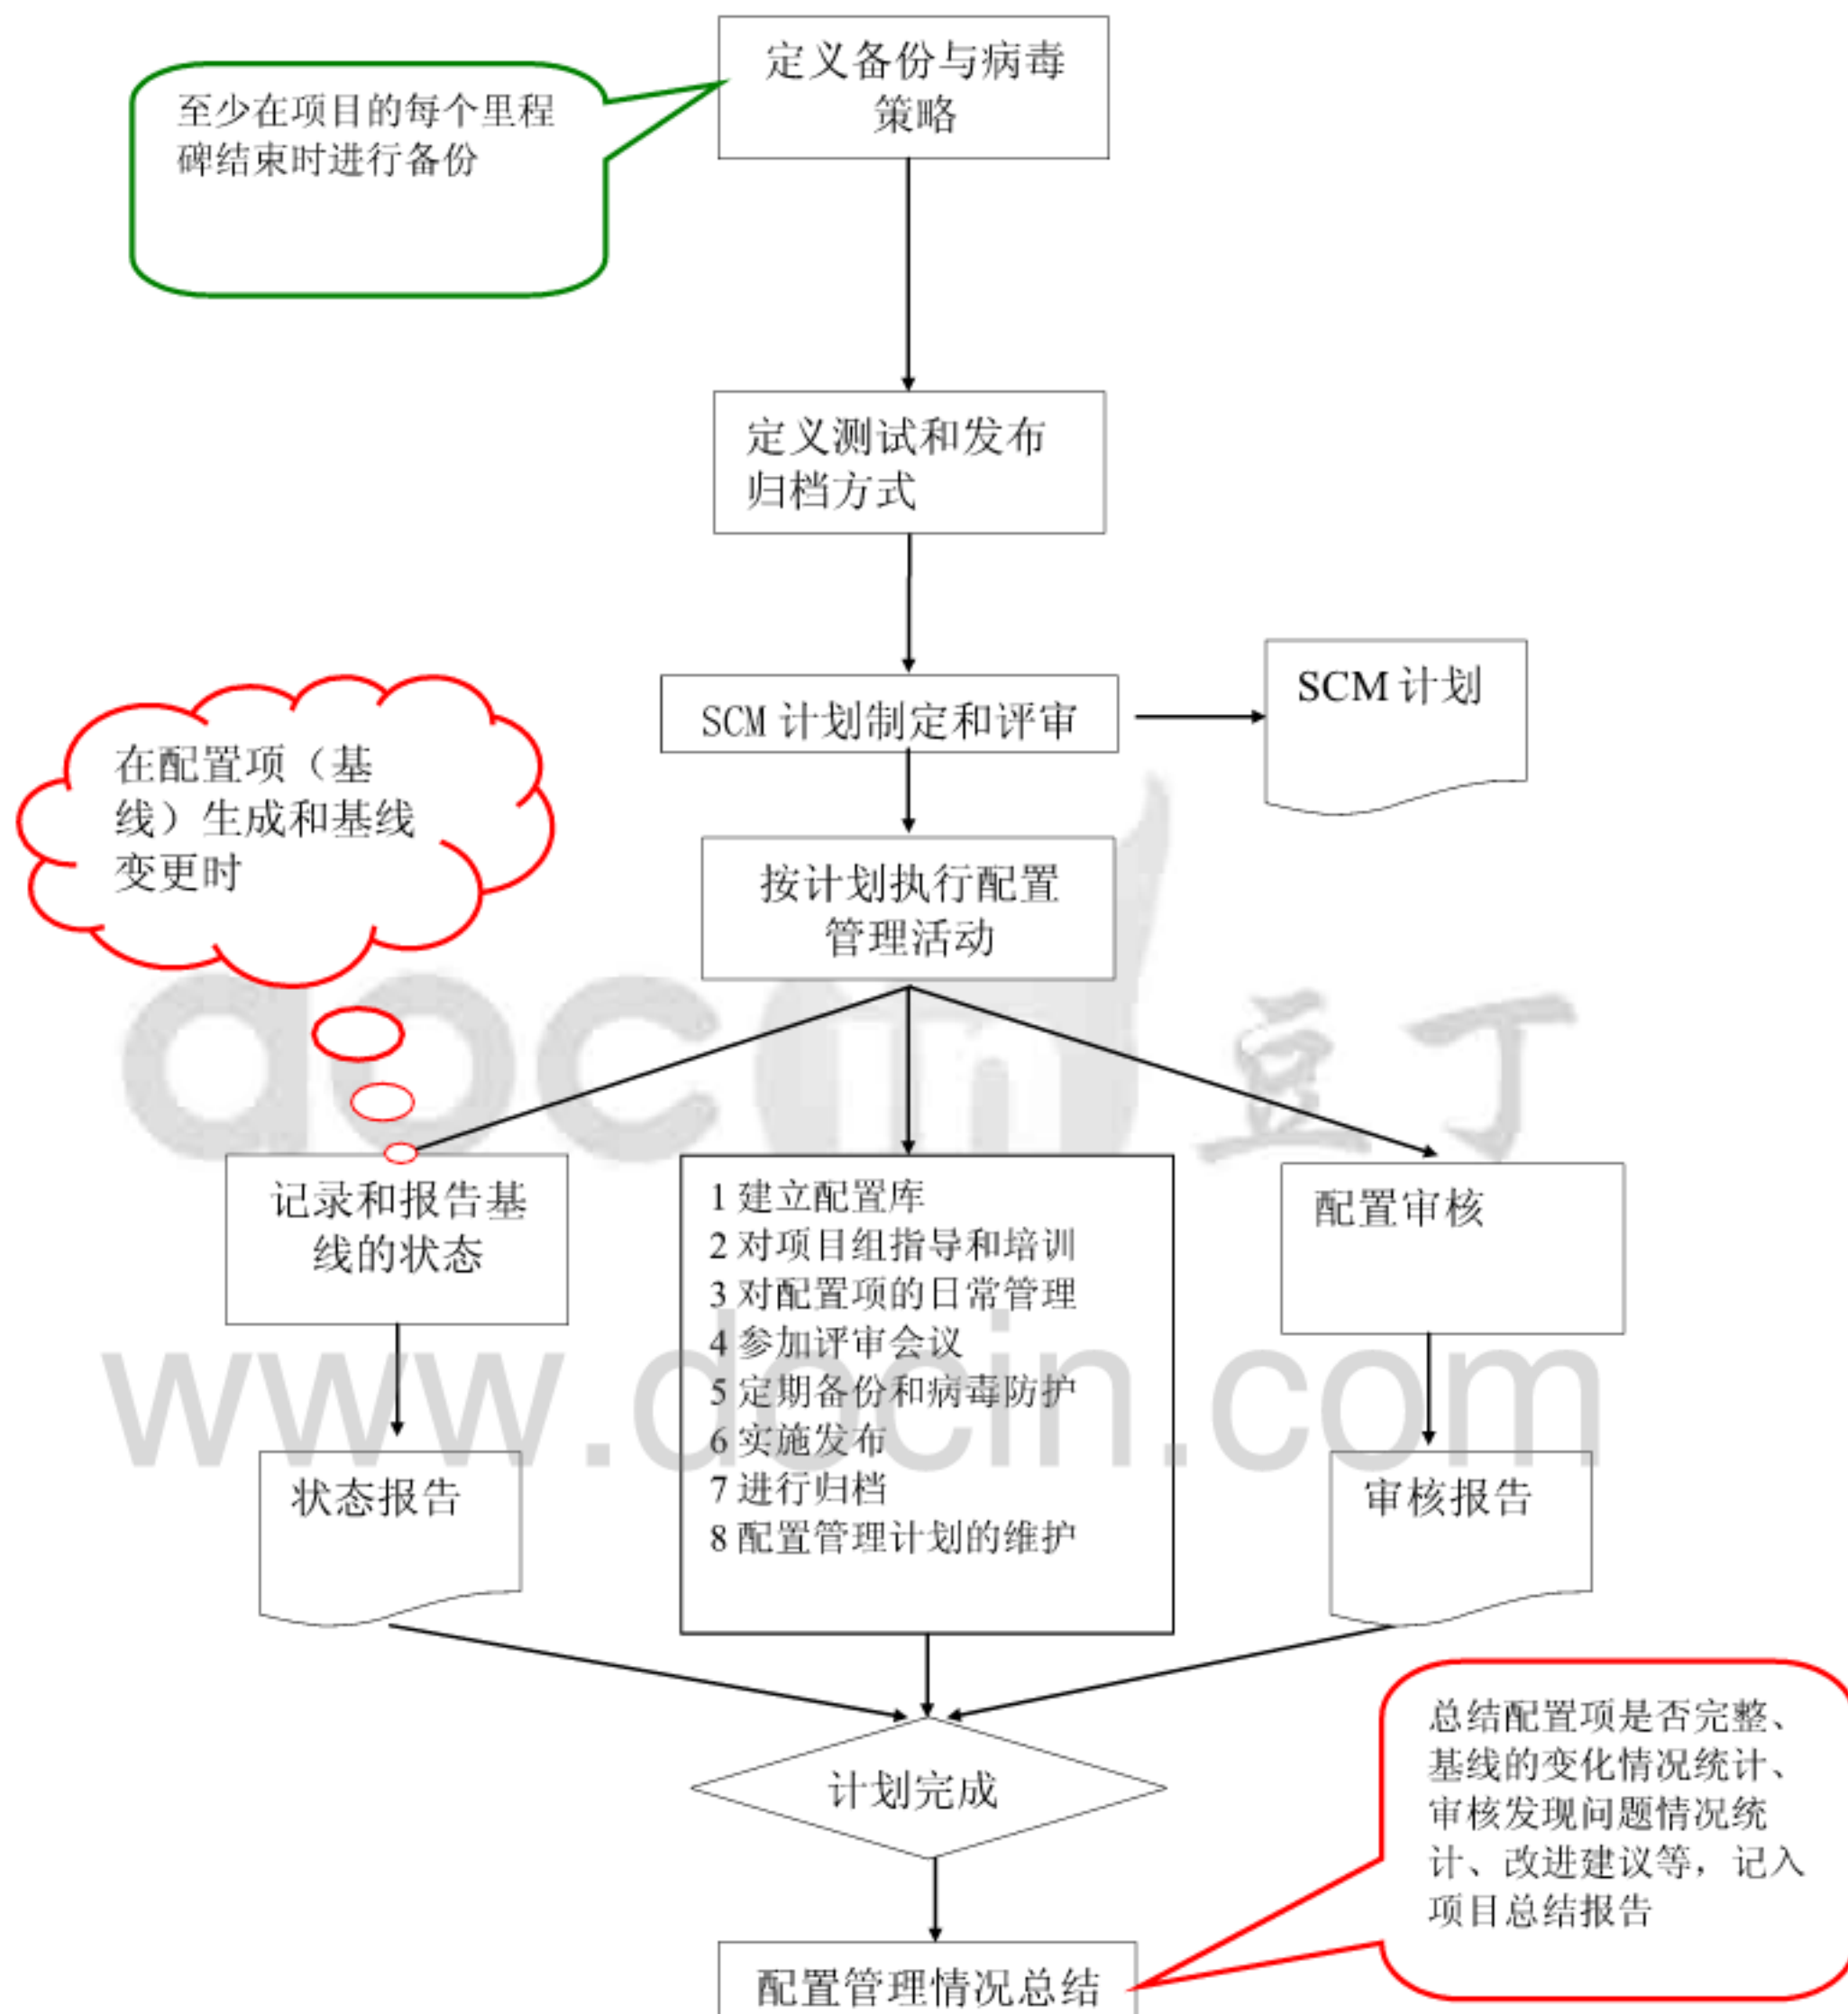 定义备份与病毒
策略
至少在项目的每个里程
碑结束时进行备份
定义测试和发布
归档方式
SCM 计划制定和评审
SCM 计划
在配置项（基
线）生成和基线
变更时
按计划执行配置
管理活动
记录和报告基
线的状态
1 建立配置库
2 对项目组指导和培训
3 对配置项的日常管理
4 参加评审会议
5 定期备份和病毒防护
6 实施发布
7 进行归档
8 配置管理计划的维护
配置审核
状态报告
审核报告
计划完成
总结配置项是否完整、
基线的变化情况统计、
审核发现问题情况统
计、改进建议等，记入
项目总结报告
配置管理情况总结
docin 豆丁
www.docin.com